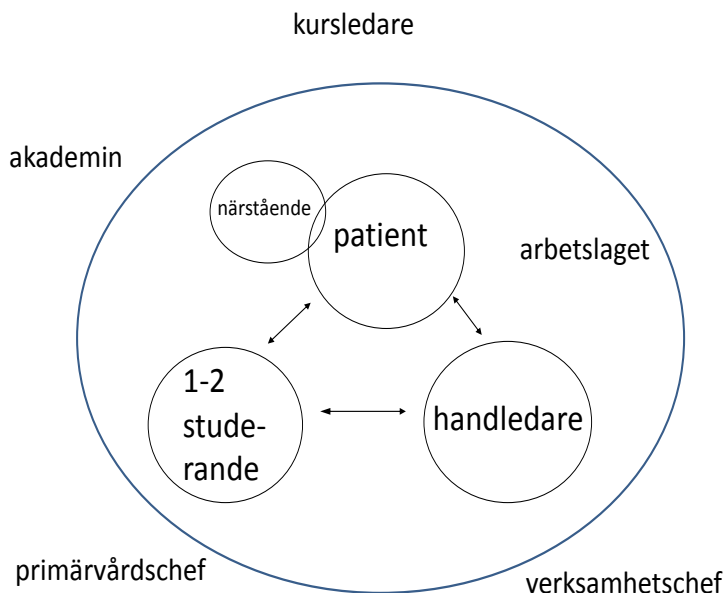 kursledare
akademin
närstående
patient
arbetslaget
1-2
stude-
rande
handledare
primärvårdschef
verksamhetschef